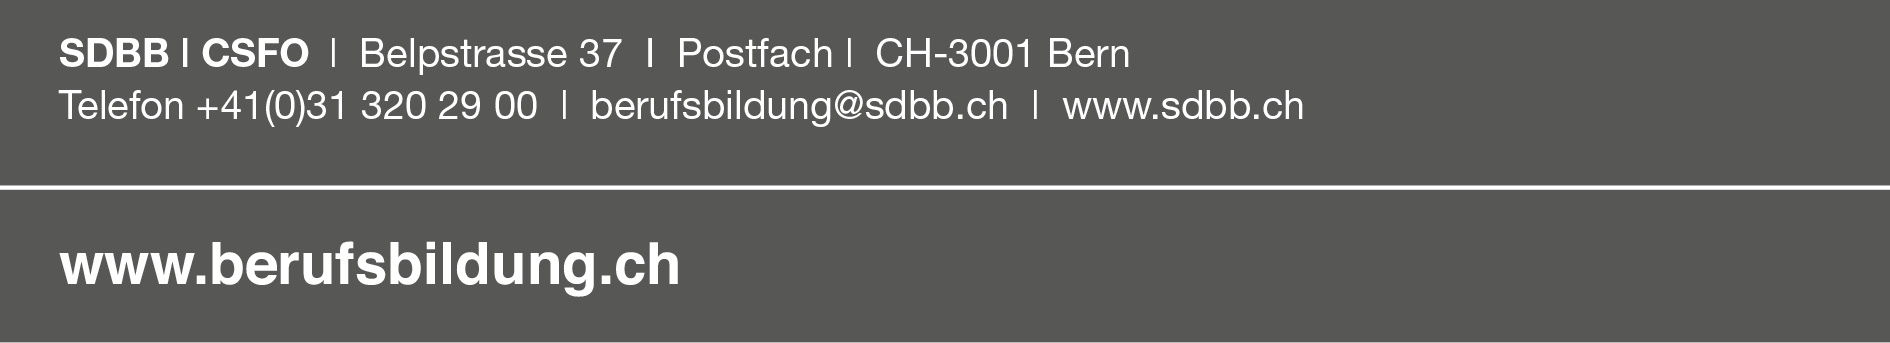 SDBB | CSFO | Belpstrasse 37 I Postfach | CH-3001 Bern
Telefon +41(0)31 320 29 00 | berufsbildung@sdbb.ch | www.sdbb.ch
www.berufsbildung.ch